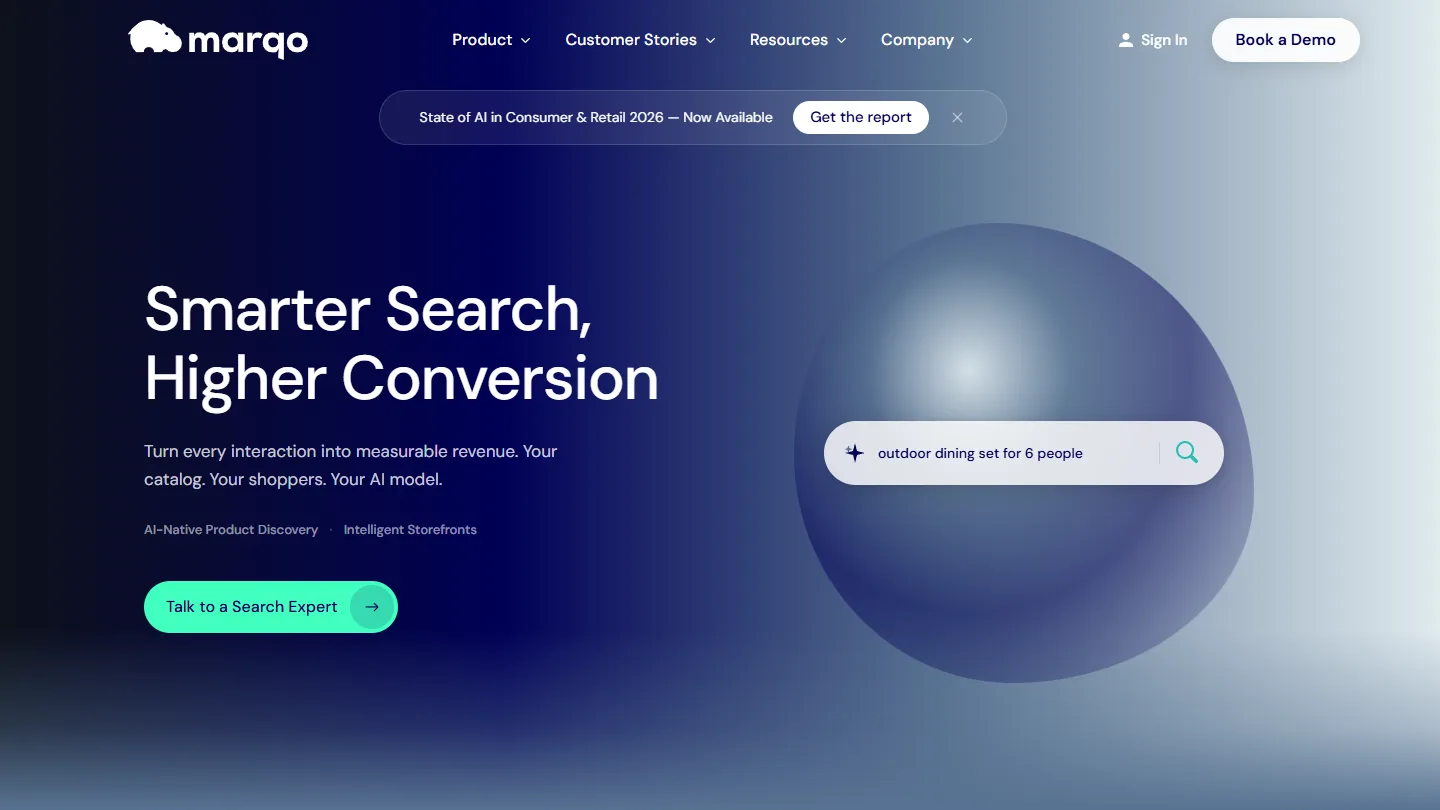 marqo
Product
Customer Stories
Resources
Company
Sign In
Book a Demo
State of AI in Consumer & Retail 2026 — Now Available
Get the report
Smarter Search,
Higher Conversion
Turn every interaction into measurable revenue. Your
catalog. Your shoppers. Your AI model.
AI-Native Product Discovery · Intelligent Storefronts
outdoor dining set for 6 people
Talk to a Search Expert